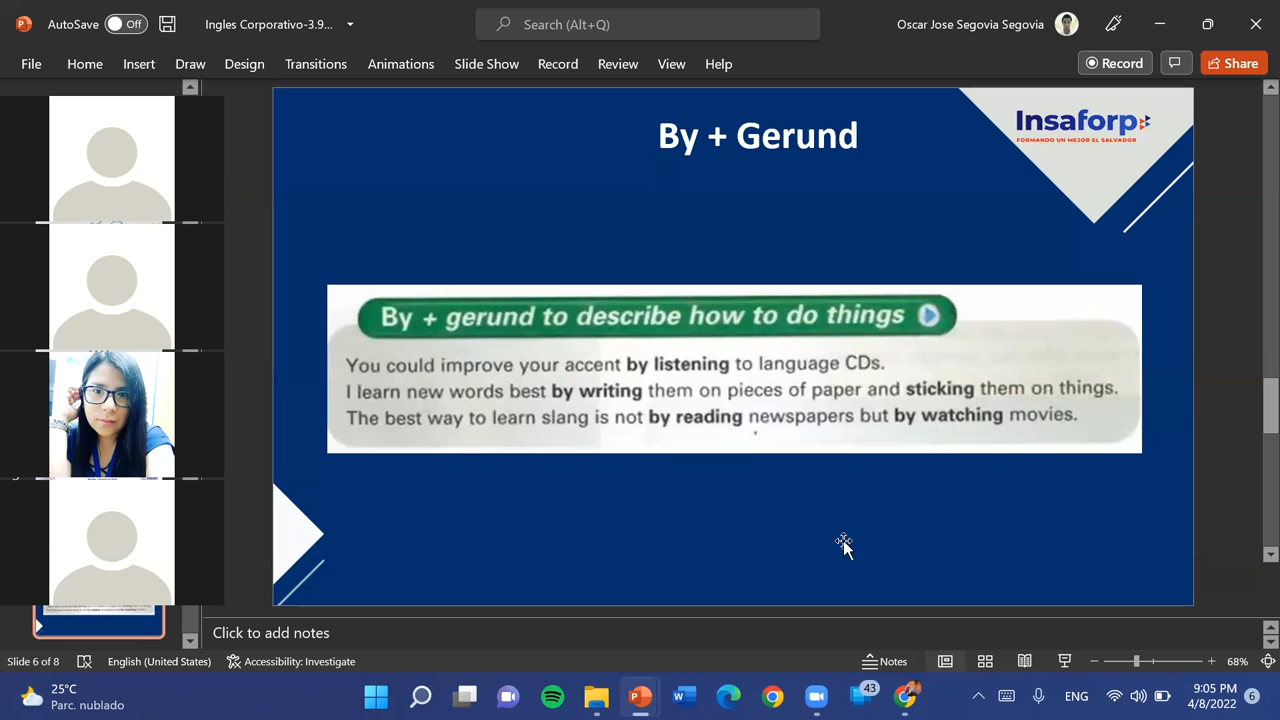 AutoSave Off Ingles Corporativo-3.9... Search (Alt+Q) Oscar Jose Segovia Segovia
File Home Insert Draw Design Transitions Animations Slide Show Record Review View Help Record Share
By + Gerund
Insaforp
FORMANDO UN MEJOR EL SALVADOR
By + gerund to describe how to do things
You could improve your accent by listening to language CDs.
I learn new words best by writing them on pieces of paper and sticking them on things.
The best way to learn slang is not by reading newspapers but by watching movies.
Click to add notes
Slide 6 of 8 English (United States) Accessibility: Investigate Notes 68%
25°C
Parc. nublado
43
ENG
9:05 PM
4/8/2022
6